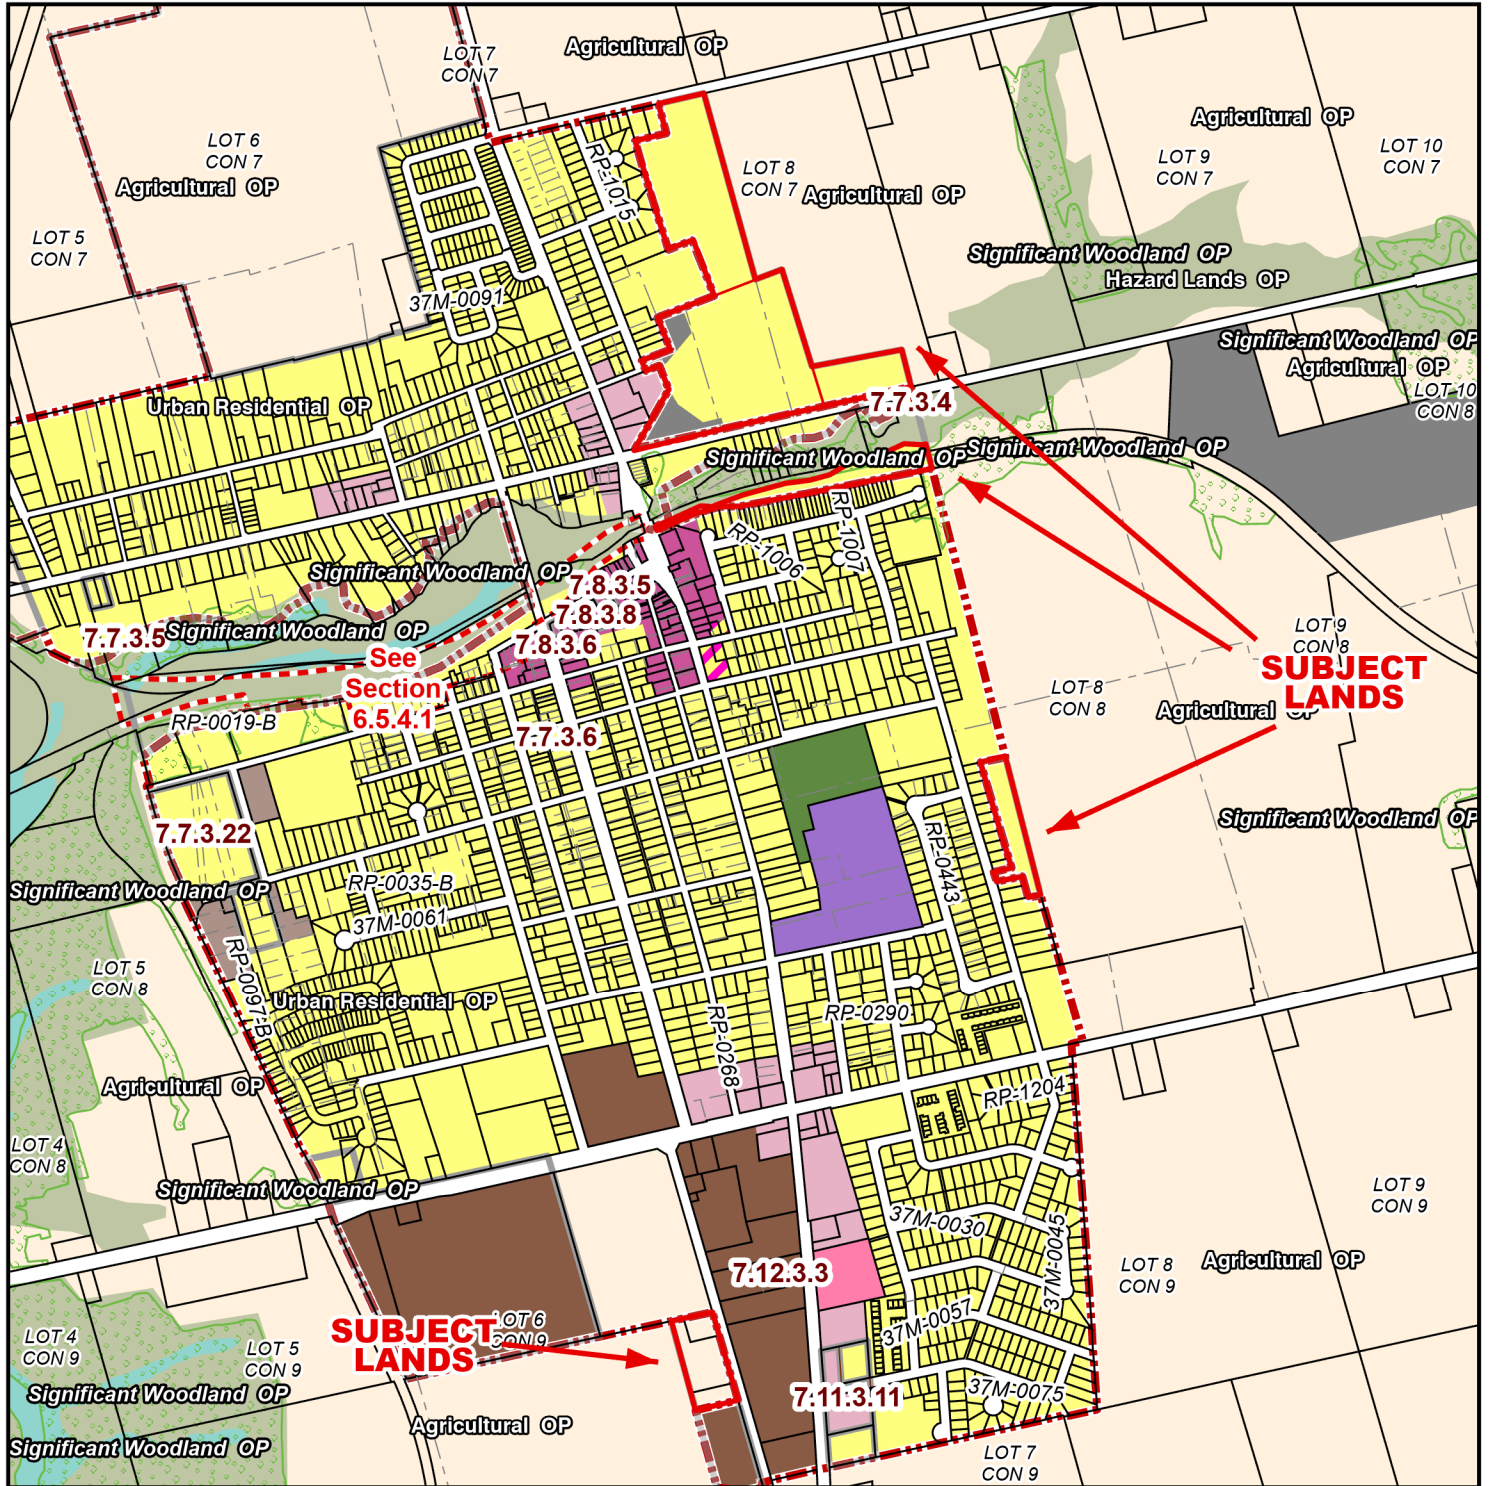 LOT 7
CON 7
Agricultural OP
LOT 6
CON 7
Agricultural OP
LOT 5
CON 7
RP-1015
LOT 8
CON 7
Agricultural OP
Agricultural OP
LOT 9
CON 7
LOT 10
CON 7
Significant Woodland OP
Hazard Lands OP
37M-0091
Significant Woodland OP
Agricultural OP
LOT 10
CON 8
Urban Residential OP
7.7.3.4
Significant Woodland OP
Significant Woodland OP
RP-1007
RP-1006
Significant Woodland OP
7.8.3.5
7.8.3.8
7.8.3.6
7.7.3.5
Significant Woodland OP
See
Section
6.5.4.1
RP-0019-B
7.7.3.6
LOT 9
CON 8
SUBJECT
LANDS
LOT 8
CON 8
Agricultural OP
7.7.3.22
Significant Woodland OP
Significant Woodland OP
RP-0035-B
37M-0061
RP-0443
RP-0097-B
LOT 5
CON 8
Urban Residential OP
RP-0290
RP-0268
Agricultural OP
RP-1204
LOT 4
CON 8
Significant Woodland OP
37M-0030
37M-0045
LOT 9
CON 9
LOT 8
CON 9
Agricultural OP
7.12.3.3
37M-0057
LOT 6
CON 9
SUBJECT
LANDS
LOT 4
CON 9
LOT 5
CON 9
Significant Woodland OP
7.11.3.11
37M-0075
Agricultural OP
Significant Woodland OP
LOT 7
CON 9